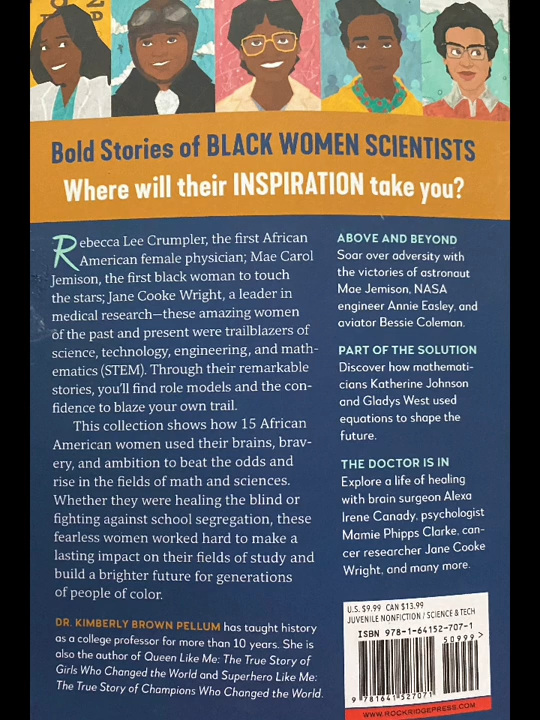 Bold Stories of BLACK WOMEN SCIENTISTS
Where will their INSPIRATION take you?
Rebecca Lee Crumpler, the first African
American female physician; Mae Carol
Jemison, the first black woman to touch
the stars; Jane Cooke Wright, a leader in
medical research—these amazing women
of the past and present were trailblazers of
science, technology, engineering, and math-
ematics (STEM). Through their remarkable
stories, you'll find role models and the con-
fidence to blaze your own trail.
This collection shows how 15 African
American women used their brains, brav-
ery, and ambition to beat the odds and
rise in the fields of math and sciences.
Whether they were healing the blind or
fighting against school segregation, these
fearless women worked hard to make a
lasting impact on their fields of study and
build a brighter future for generations
of people of color.
DR. KIMBERLY BROWN PELLUM has taught history
as a college professor for more than 10 years. She is
also the author of Queen Like Me: The True Story of
Girls Who Changed the World and Superhero Like Me:
The True Story of Champions Who Changed the World.
ABOVE AND BEYOND
Soar over adversity with
the victories of astronaut
Mae Jemison, NASA
engineer Annie Easley, and
aviator Bessie Coleman.
PART OF THE SOLUTION
Discover how mathemati-
cians Katherine Johnson
and Gladys West used
equations to shape the
future.
THE DOCTOR IS IN
Explore a life of healing
with brain surgeon Alexa
Irene Canady, psychologist
Mamie Phipps Clarke, can-
cer researcher Jane Cooke
Wright, and many more.
U.S. $9.99 CAN $13.99
JUVENILE NONFICTION / SCIENCE & TECH
ISBN 978-1-64152-707-1
50999>
9 781641 527071
WWW.ROCKRIDGEPRESS.COM